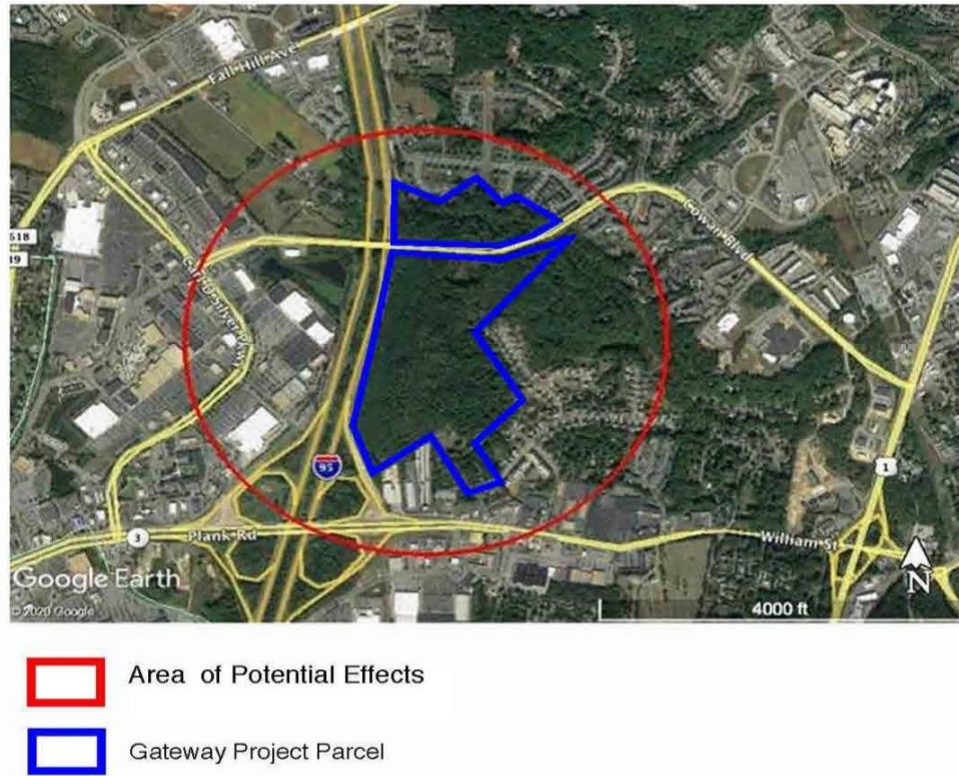 Fall Hill Ave
618
Cowan Blvd
1
95
3
Plank Rd
William St
Google Earth
© 2020 Google
4000 ft
N
Area of Potential Effects
Gateway Project Parcel